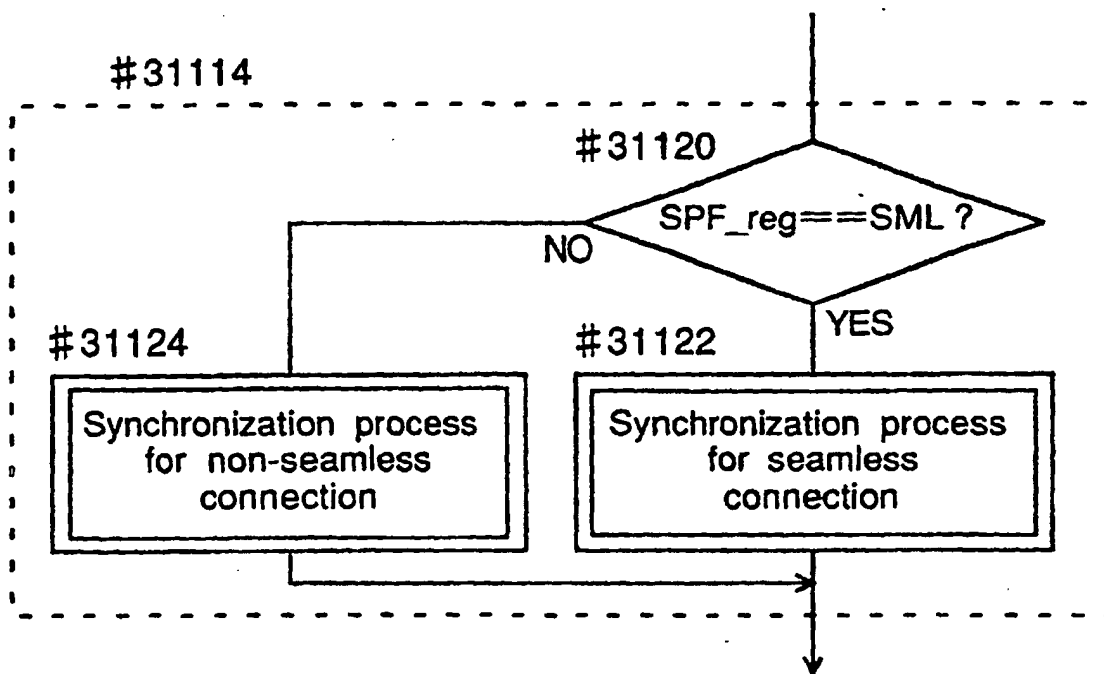 #31114
#31120
SPF_reg==SML ?
NO
YES
#31124
#31122
Synchronization process
for non-seamless
connection
Synchronization process
for seamless
connection